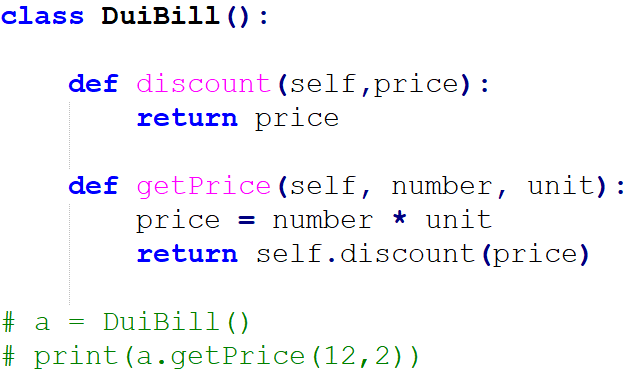 class DuiBill():
def discount(self,price):
return price
def getPrice(self, number, unit):
price = number * unit
return self.discount(price)
# a = DuiBill()
# print(a.getPrice(12,2))